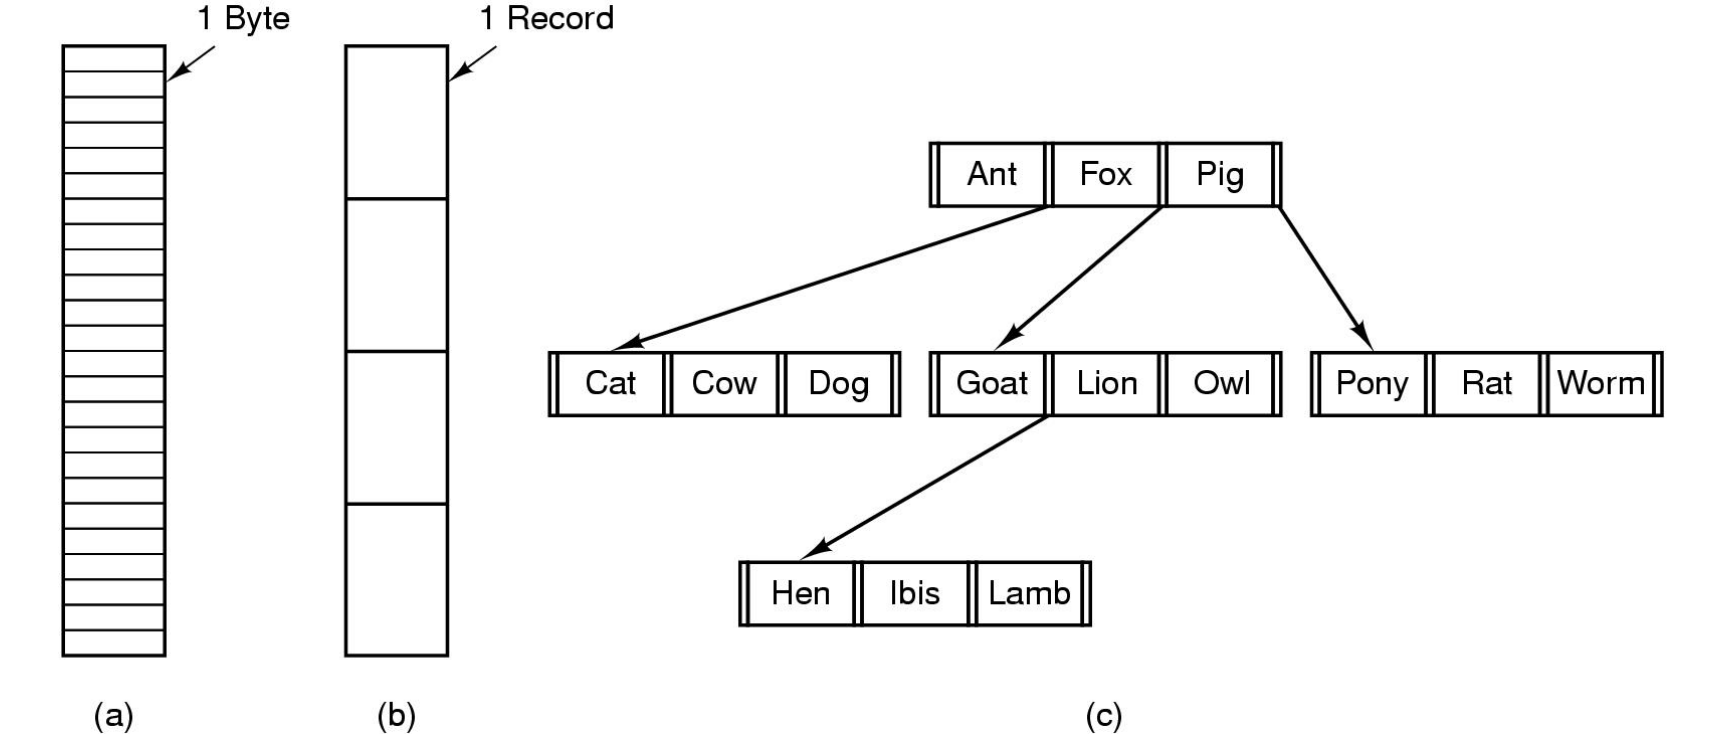 1 Byte
1 Record
Ant Fox Pig
Cat Cow Dog
Goat Lion Owl
Pony Rat Worm
Hen Ibis Lamb
(a)
(b)
(c)